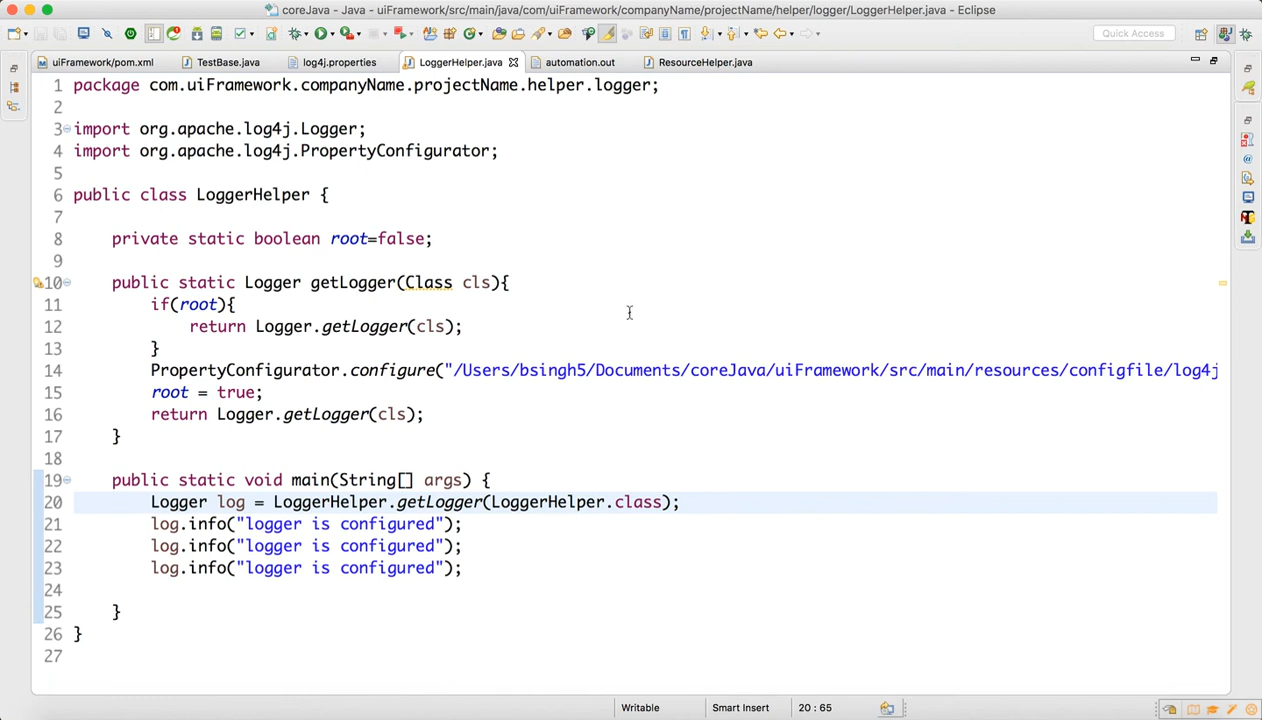 coreJava - Java - uiFramework/src/main/java/com/uiFramework/companyName/projectName/helper/logger/LoggerHelper.java - Eclipse
Quick Access
uiFramework/pom.xml TestBase.java log4j.properties LoggerHelper.java automation.out ResourceHelper.java
1 package com.uiFramework.companyName.projectName.helper.logger;
2
3 import org.apache.log4j.Logger;
4 import org.apache.log4j.PropertyConfigurator;
5
6 public class LoggerHelper {
7
8 private static boolean root=false;
9
10 public static Logger getLogger(Class cls){
11 if(root){
12 return Logger.getLogger(cls);
13 }
14 PropertyConfigurator.configure("/Users/bsingh5/Documents/coreJava/uiFramework/src/main/resources/configfile/log4j
15 root = true;
16 return Logger.getLogger(cls);
17 }
18
19 public static void main(String[] args) {
20 Logger log = LoggerHelper.getLogger(LoggerHelper.class);
21 log.info("logger is configured");
22 log.info("logger is configured");
23 log.info("logger is configured");
24
25 }
26 }
27
Writable Smart Insert 20 : 65